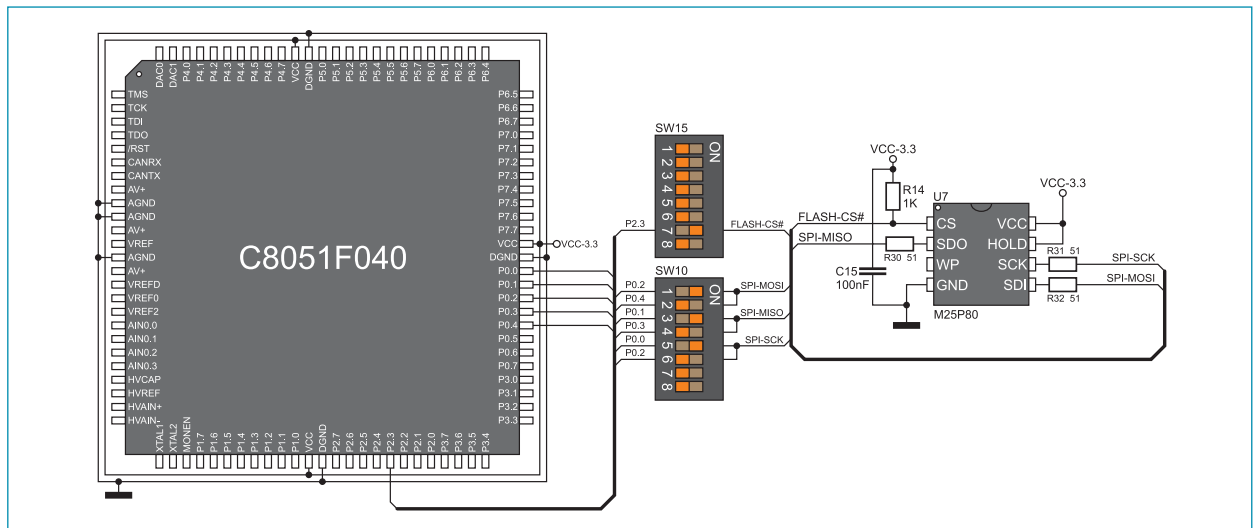 DAC0
DAC1
P4.0
P4.1
P4.2
P4.3
P4.4
P4.5
P4.6
P4.7
VCC
DGND
P5.0
P5.1
P5.2
P5.3
P5.4
P5.5
P5.6
P5.7
P6.0
P6.1
P6.2
P6.3
P6.4
TMS
TCK
TDI
TDO
/RST
CANRX
CANTX
AV+
AGND
AGND
AV+
VREF
AGND
AV+
VREFD
VREF0
VREF2
AIN0.0
AIN0.1
AIN0.2
AIN0.3
HVCAP
HVREF
HVAIN+
HVAIN-
C8051F040
P6.5
P6.6
P6.7
P7.0
P7.1
P7.2
P7.3
P7.4
P7.5
P7.6
P7.7
VCC
DGND
P0.0
P0.1
P0.2
P0.3
P0.4
P0.5
P0.6
P0.7
P3.0
P3.1
P3.2
P3.3
XTAL1
XTAL2
MONEN
P1.7
P1.6
P1.5
P1.4
P1.3
P1.2
P1.1
P1.0
VCC
DGND
P2.7
P2.6
P2.5
P2.4
P2.3
P2.2
P2.1
P2.0
P3.7
P3.6
P3.5
P3.4
VCC-3.3
SW15
ON
1
2
3
4
5
6
7
8
P2.3
FLASH-CS#
SW10
ON
1
2
3
4
5
6
7
8
P0.2
P0.4
P0.1
P0.3
P0.0
P0.2
SPI-MOSI
SPI-MISO
SPI-SCK
VCC-3.3
R14
1K
FLASH-CS#
SPI-MISO
R30 51
C15
100nF
U7
CS
SDO
WP
GND
VCC
HOLD
SCK
SDI
M25P80
VCC-3.3
R31 51
SPI-SCK
SPI-MOSI
R32 51